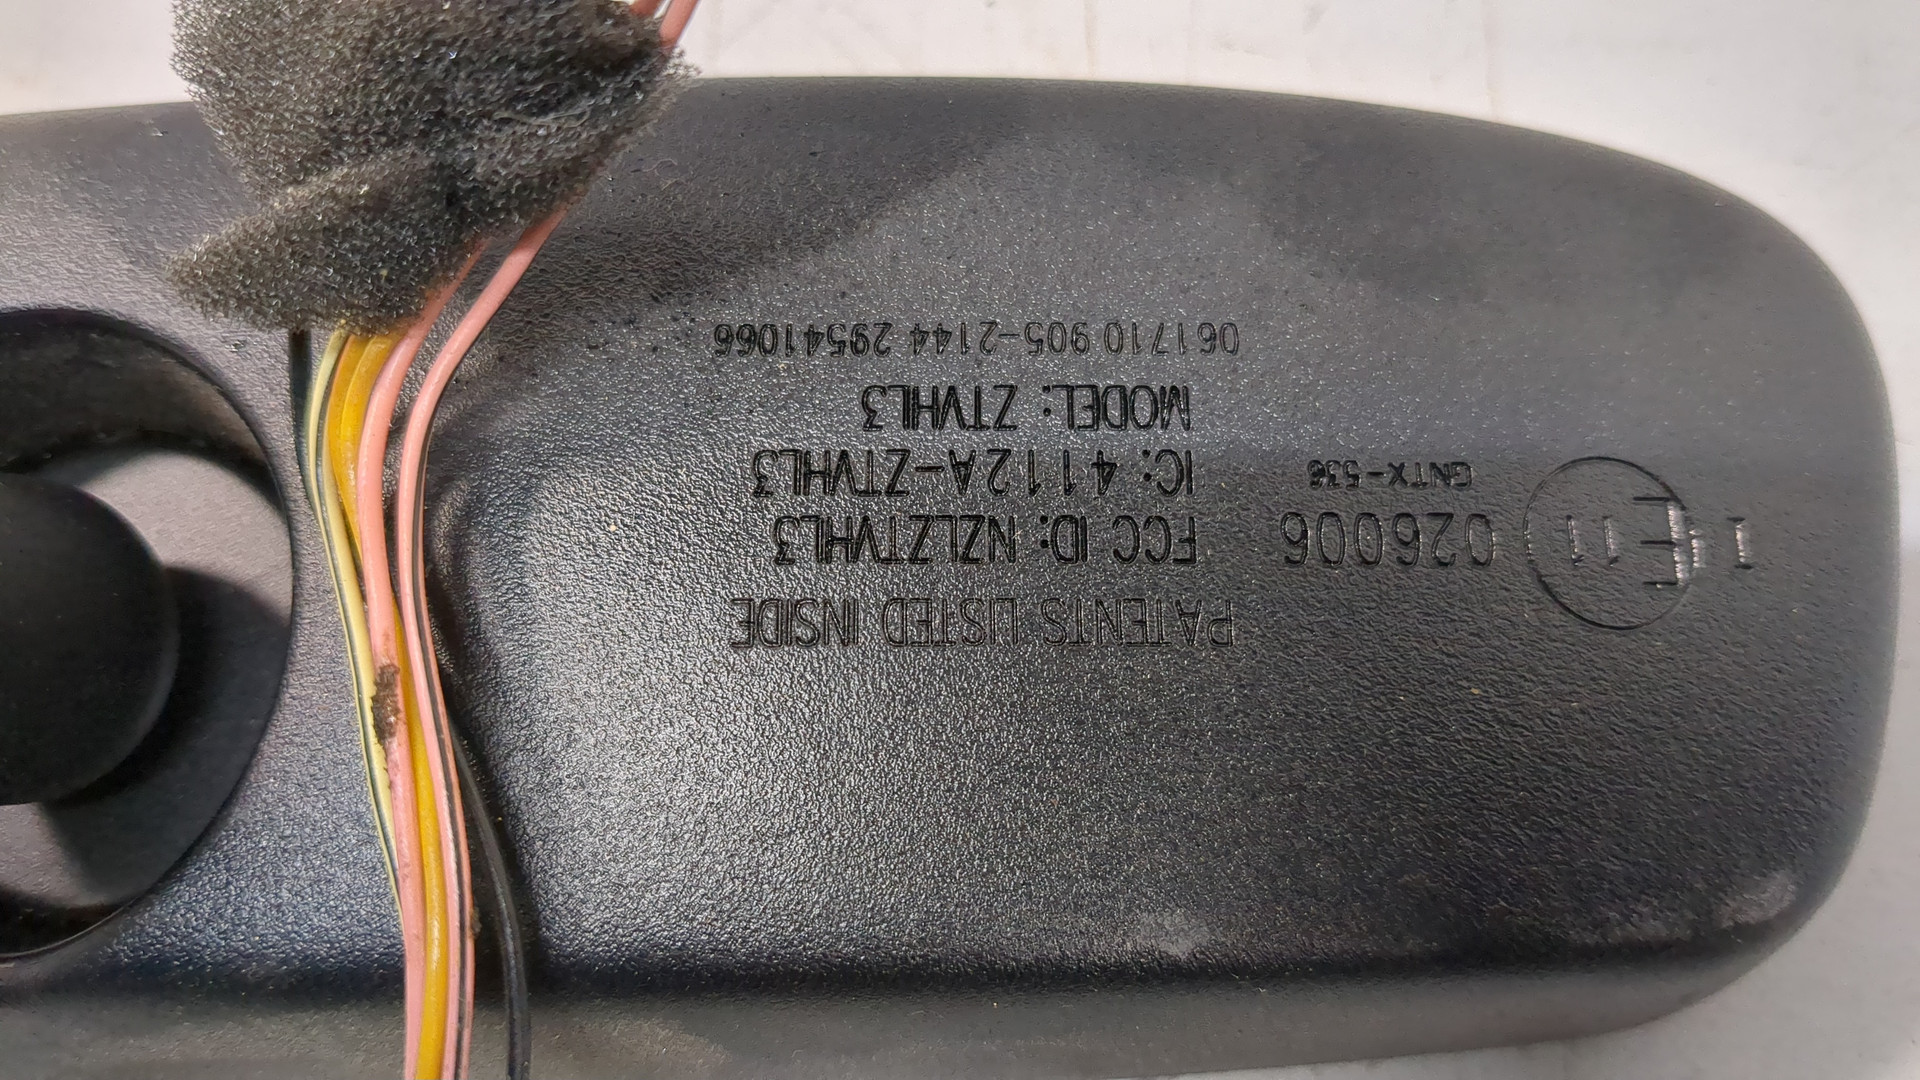 PATENTS LISTED INSIDE
I E11 026006
GNTX-536
FCC ID: NZLZTVHL3
IC: 4112A-ZTVHL3
MODEL: ZTVHL3
061710 905-2144 29541066